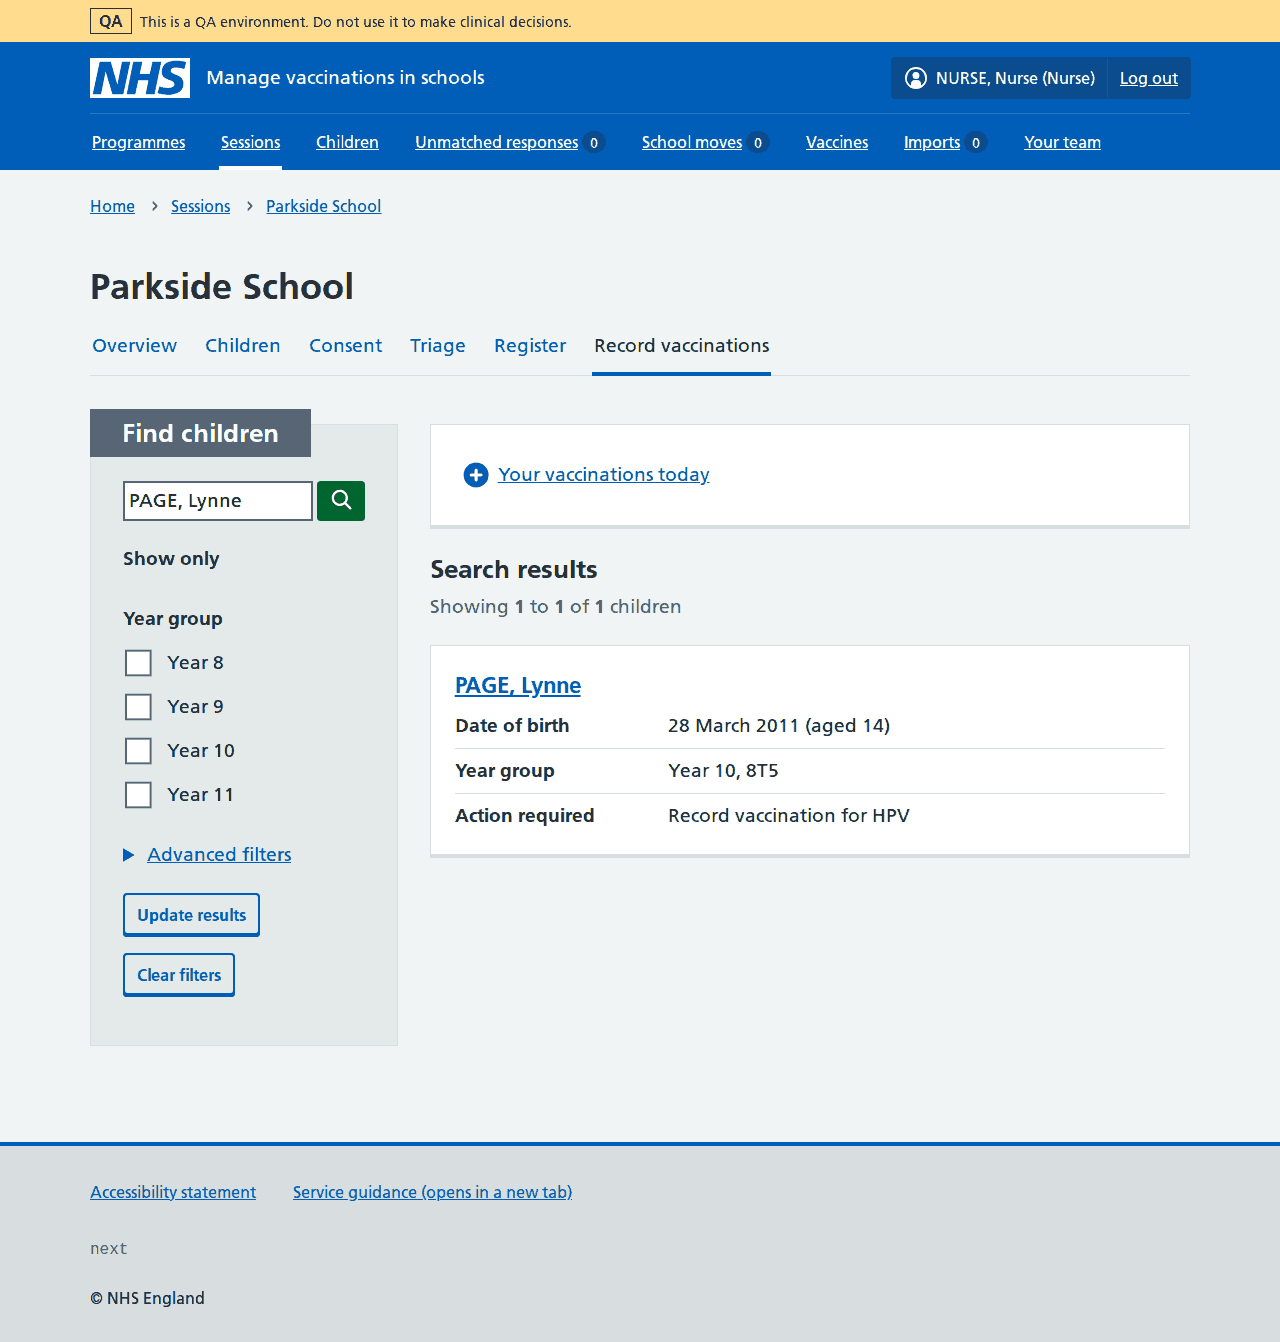 QA This is a QA environment. Do not use it to make clinical decisions.
NHS Manage vaccinations in schools NURSE, Nurse (Nurse) Log out
Programmes Sessions Children Unmatched responses 0 School moves 0 Vaccines Imports 0 Your team
Home > Sessions > Parkside School
Parkside School
Overview Children Consent Triage Register Record vaccinations
Find children
PAGE, Lynne
Show only
Year group
Year 8
Year 9
Year 10
Year 11
Advanced filters
Update results
Clear filters
Your vaccinations today
Search results
Showing 1 to 1 of 1 children
PAGE, Lynne
Date of birth 28 March 2011 (aged 14)
Year group Year 10, 8T5
Action required Record vaccination for HPV
Accessibility statement Service guidance (opens in a new tab)
next
© NHS England